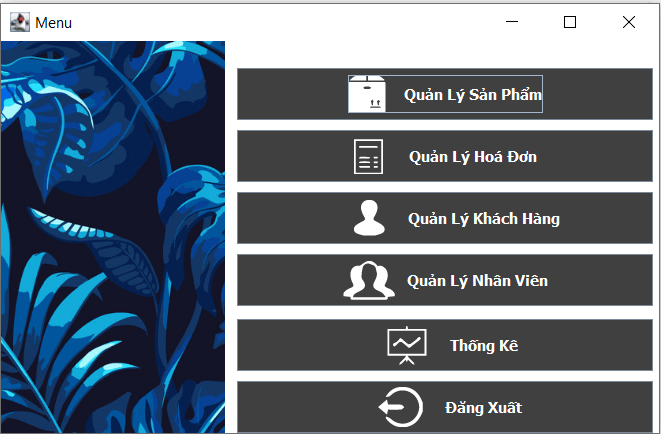 Menu
Quản Lý Sản Phẩm
Quản Lý Hoá Đơn
Quản Lý Khách Hàng
Quản Lý Nhân Viên
Thống Kê
Đăng Xuất